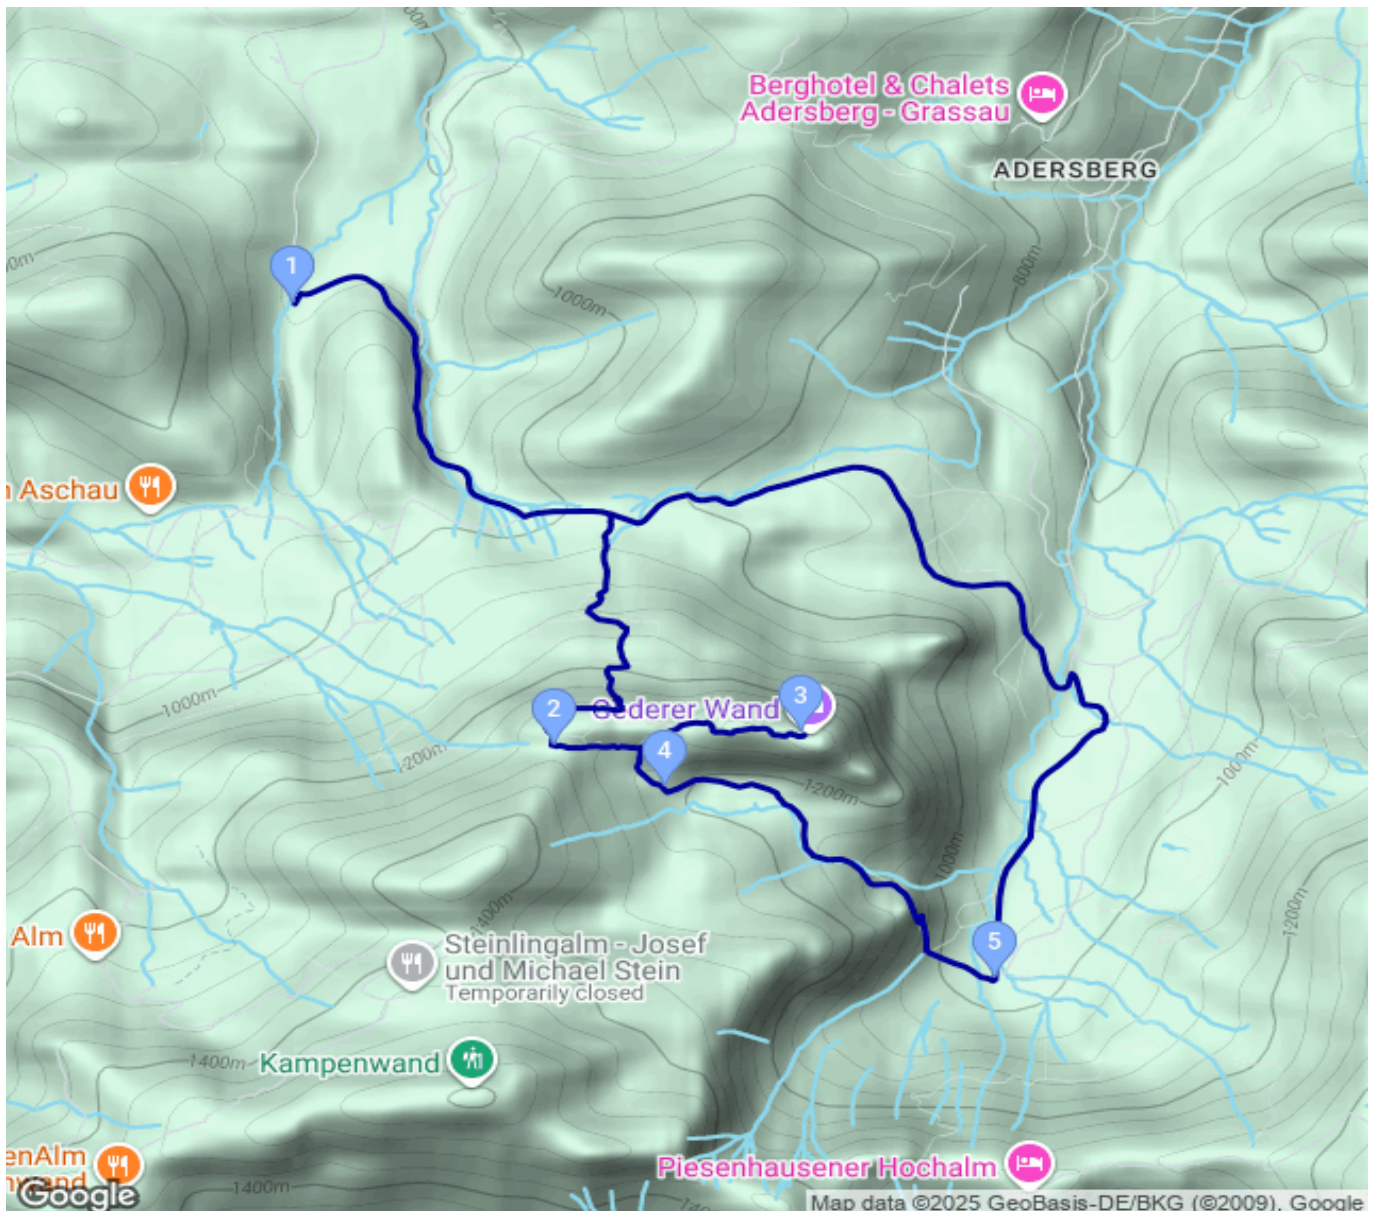 Berghotel & Chalets
Adersberg - Grassau
ADERSBERG
1
800m
1000m
Aschau
1000m
2
Gederer Wand
3
4
1200m
1200m
1000m
1000m
1200m
1400m
5
Alm
Steinlingalm - Josef
und Michael Stein
Temporarily closed
1400m
Kampenwand
enAlm
Piesenhausener Hochalm
1400m
Google
Map data ©2025 GeoBasis-DE/BKG (©2009), Google